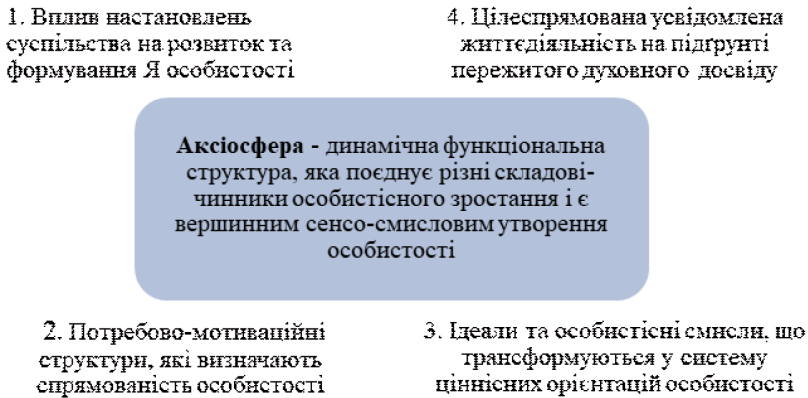 1. Вплив настановлень
суспільства на розвиток та
формування Я особистості
4. Цілеспрямована усвідомлена
життєдіяльність на підґрунті
пережитого духовного досвіду
Аксіосфера - динамічна функціональна
структура, яка поєднує різні складові-
чинники особистісного зростання і є
вершинним сенсо-смисловим утворення
особистості
2. Потребово-мотиваційні
структури, які визначають
спрямованість особистості
3. Ідеали та особистісні смисли, що
трансформуються у систему
ціннісних орієнтацій особистості